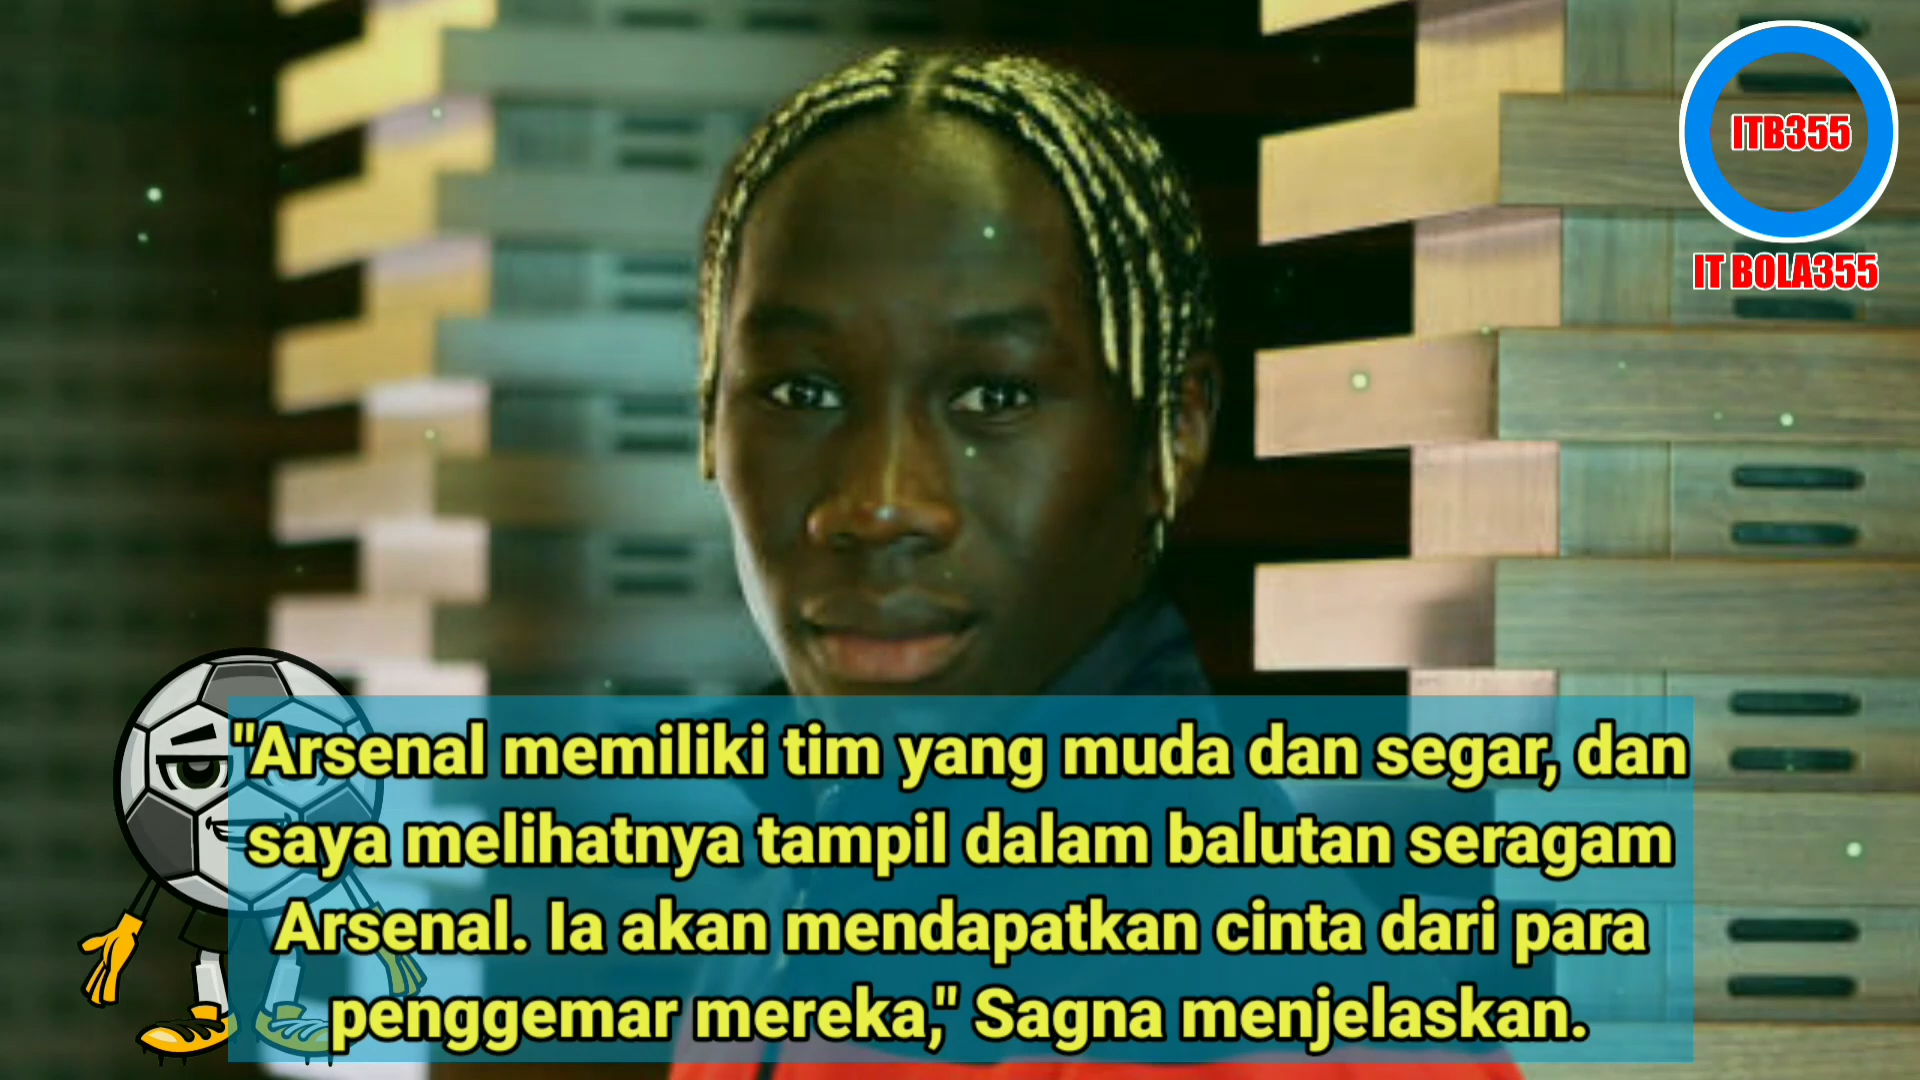 ITB355
IT BOLA355
"Arsenal memiliki tim yang muda dan segar, dan
saya melihatnya tampil dalam balutan seragam
Arsenal. Ia akan mendapatkan cinta dari para
penggemar mereka," Sagna menjelaskan.